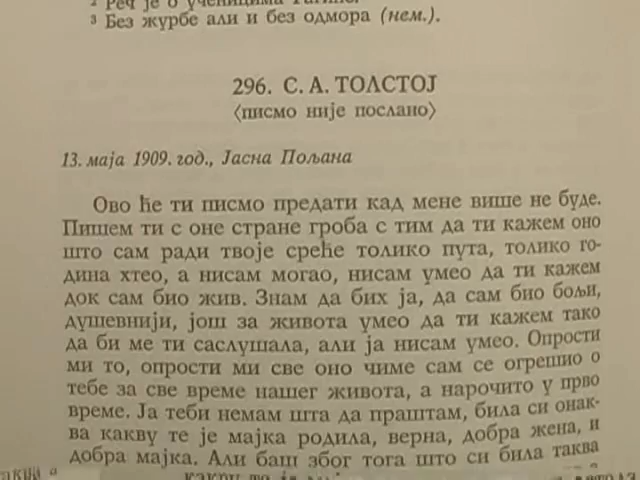 ² Реч је о ученицима
³ Без журбе али и без одмора (нем.).
296. С. А. ТОЛСТОЈ
⟨писмо није послано⟩
13. маја 1909. год., Јасна Пољана
Ово ће ти писмо предати кад мене више не буде.
Пишем ти с оне стране гроба с тим да ти кажем оно
што сам ради твоје среће толико пута, толико го-
дина хтео, а нисам могао, нисам умео да ти кажем
док сам био жив. Знам да бих ја, да сам био бољи,
душевнији, још за живота умео да ти кажем тако
да би ме ти саслушала, али ја нисам умео. Опрости
ми то, опрости ми све оно чиме сам се огрешио о
тебе за све време нашег живота, а нарочито у прво
време. Ја теби немам шта да праштам, била си онак-
ва какву те је мајка родила, верна, добра жена, и
добра мајка. Али баш због тога што си била таква